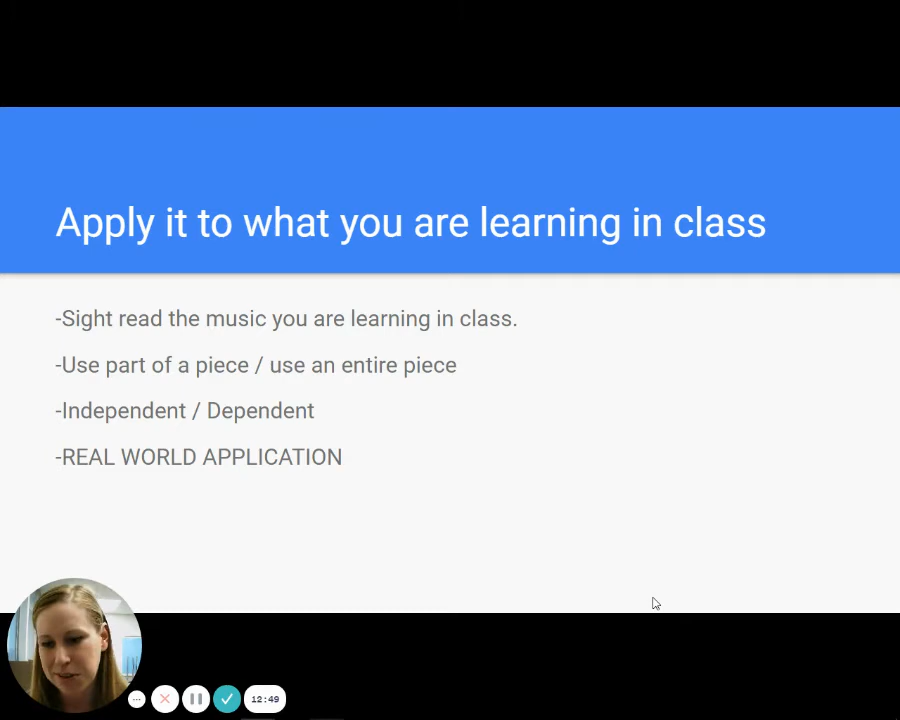 Apply it to what you are learning in class
-Sight read the music you are learning in class.
-Use part of a piece / use an entire piece
-Independent / Dependent
-REAL WORLD APPLICATION
12:49